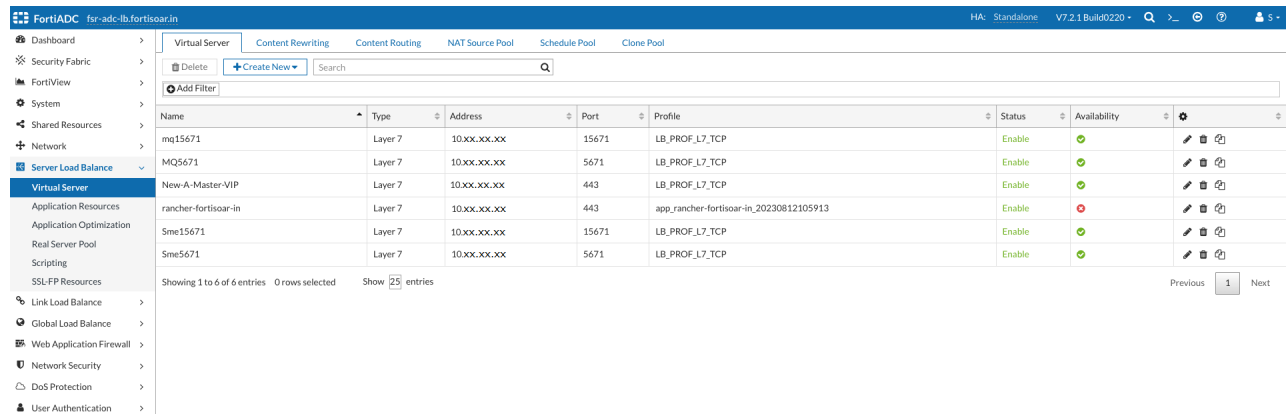 FortiADC fsr-adc-lb.fortisoar.in HA: Standalone V7.2.1 Build0220 >_ S
Dashboard
Security Fabric
FortiView
System
Shared Resources
Network
Server Load Balance
Virtual Server
Application Resources
Application Optimization
Real Server Pool
Scripting
SSL-FP Resources
Link Load Balance
Global Load Balance
Web Application Firewall
Network Security
DoS Protection
User Authentication
Virtual Server Content Rewriting Content Routing NAT Source Pool Schedule Pool Clone Pool
Delete +Create New Search
Add Filter
Name Type Address Port Profile Status Availability
mq15671 Layer 7 10.xx.xx.xx 15671 LB_PROF_L7_TCP Enable
MQ5671 Layer 7 10.xx.xx.xx 5671 LB_PROF_L7_TCP Enable
New-A-Master-VIP Layer 7 10.xx.xx.xx 443 LB_PROF_L7_TCP Enable
rancher-fortisoar-in Layer 7 10.xx.xx.xx 443 app_rancher-fortisoar-in_20230812105913 Enable
Sme15671 Layer 7 10.xx.xx.xx 15671 LB_PROF_L7_TCP Enable
Sme5671 Layer 7 10.xx.xx.xx 5671 LB_PROF_L7_TCP Enable
Showing 1 to 6 of 6 entries 0 rows selected Show 25 entries Previous 1 Next